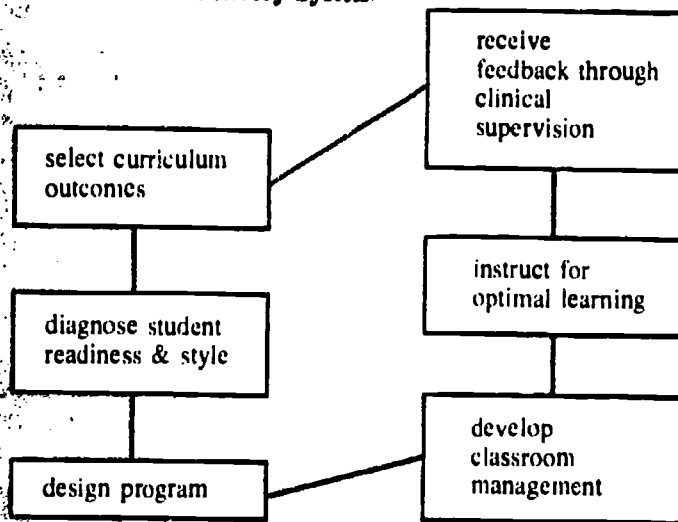 select curriculum
outcomes
diagnose student
readiness & style
design program
receive
feedback through
clinical
supervision
instruct for
optimal learning
develop
classroom
management